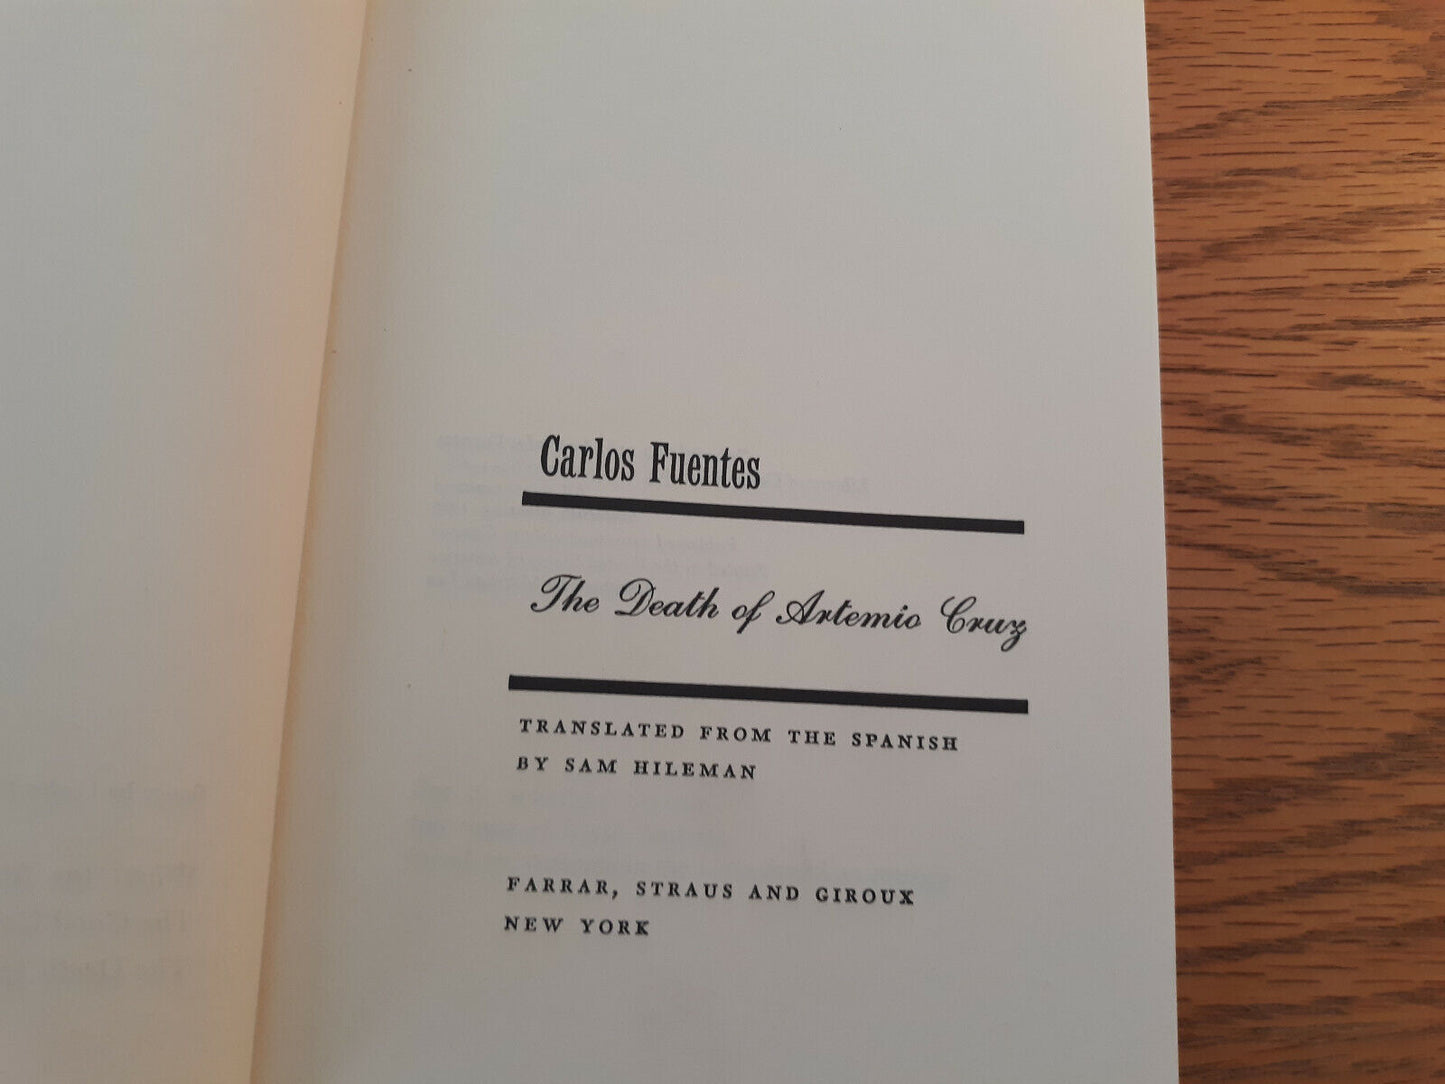 Carlos Fuentes
The Death of Artemio Cruz
TRANSLATED FROM THE SPANISH
BY SAM HILEMAN
FARRAR, STRAUS AND GIROUX
NEW YORK